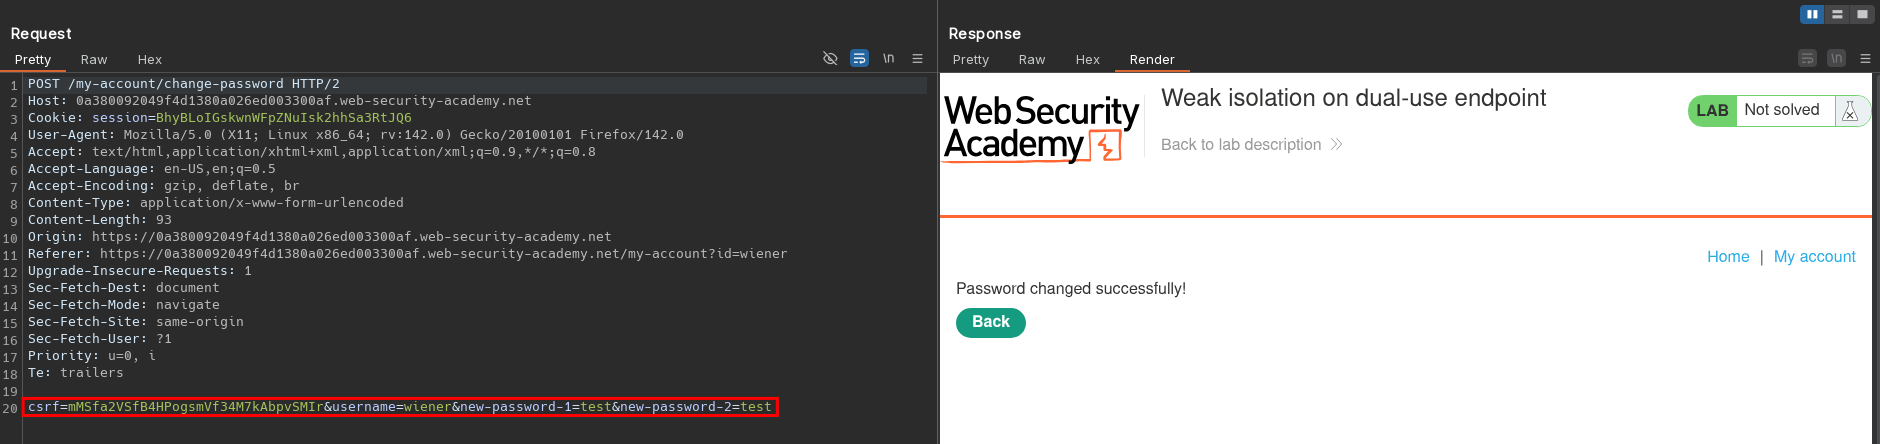 Request
Pretty Raw Hex
\n
1 POST /my-account/change-password HTTP/2
2 Host: 0a380092049f4d1380a026ed003300af.web-security-academy.net
3 Cookie: session=BhyBLoIGskwnWFpZNuIsk2hhSa3RtJQ6
4 User-Agent: Mozilla/5.0 (X11; Linux x86_64; rv:142.0) Gecko/20100101 Firefox/142.0
5 Accept: text/html,application/xhtml+xml,application/xml;q=0.9,*/*;q=0.8
6 Accept-Language: en-US,en;q=0.5
7 Accept-Encoding: gzip, deflate, br
8 Content-Type: application/x-www-form-urlencoded
9 Content-Length: 93
10 Origin: https://0a380092049f4d1380a026ed003300af.web-security-academy.net
11 Referer: https://0a380092049f4d1380a026ed003300af.web-security-academy.net/my-account?id=wiener
12 Upgrade-Insecure-Requests: 1
13 Sec-Fetch-Dest: document
14 Sec-Fetch-Mode: navigate
15 Sec-Fetch-Site: same-origin
16 Sec-Fetch-User: ?1
17 Priority: u=0, i
18 Te: trailers
19
20 csrf=mMSfa2VSfB4HPogsmVf34M7kAbpvSMIr&username=wiener&new-password-1=test&new-password-2=test
Response
Pretty Raw Hex Render
\n
Web Security
Academy
Weak isolation on dual-use endpoint
Back to lab description
LAB Not solved
Home | My account
Password changed successfully!
Back